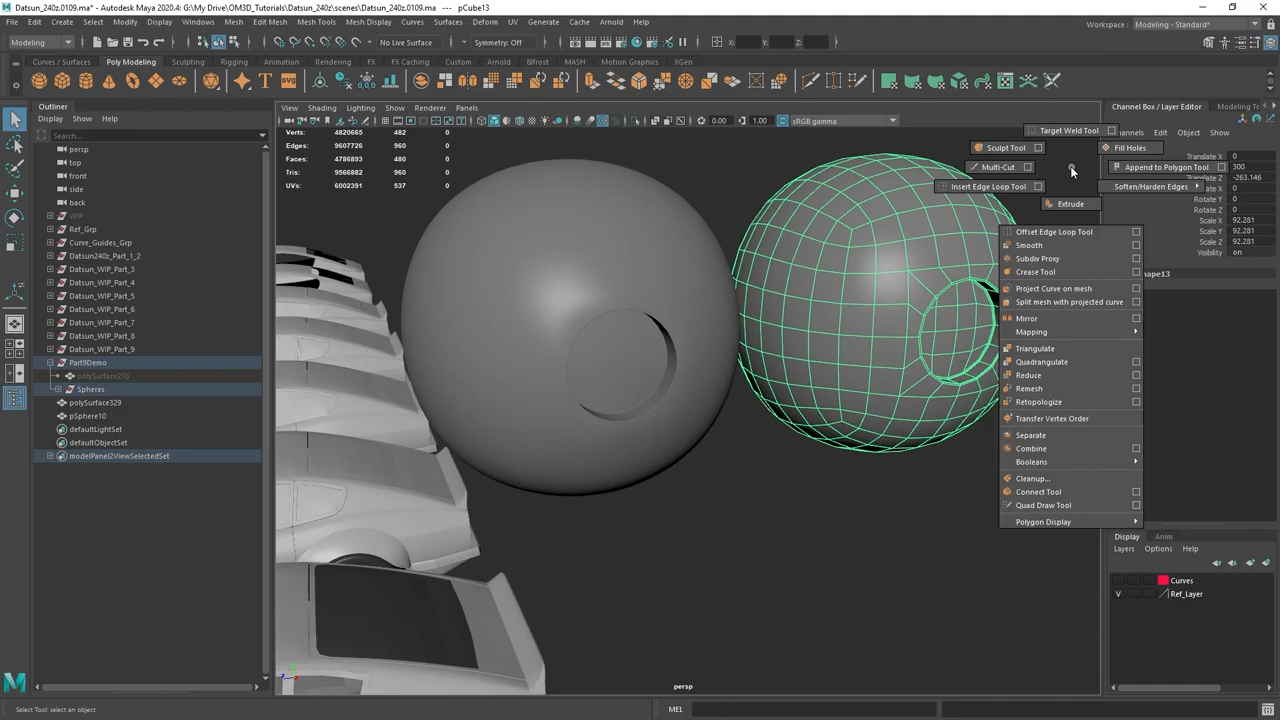 Datsun_240z.0109.ma* - Autodesk Maya 2020.4: G:\My Drive\OM3D_Tutorials\Datsun_240z\scenes\Datsun_240z.0109.ma --- pCube13
File Edit Create Select Modify Display Windows Mesh Edit Mesh Mesh Tools Mesh Display Curves Surfaces Deform UV Generate Cache Arnold Help
Workspace : Modeling - Standard*
Modeling No Live Surface Symmetry: Off X: Y: Z:
Curves / Surfaces Poly Modeling Sculpting Rigging Animation Rendering FX FX Caching Custom Arnold Bifrost MASH Motion Graphics XGen
SVG
Outliner
Display Show Help
Search...
persp
top
front
side
back
WIP
Ref_Grp
Curve_Guides_Grp
Datsun240z_Part_1_2
Datsun_WIP_Part_3
Datsun_WIP_Part_4
Datsun_WIP_Part_5
Datsun_WIP_Part_6
Datsun_WIP_Part_7
Datsun_WIP_Part_8
Datsun_WIP_Part_9
Part9Demo
polySurface276
Spheres
polySurface329
pSphere10
defaultLightSet
defaultObjectSet
modelPanel2ViewSelectedSet
View Shading Lighting Show Renderer Panels
0.00 1.00 sRGB gamma
Verts: 4820665 482 0
Edges: 9607726 960 0
Faces: 4786893 480 0
Tris: 9566882 960 0
UVs: 6002391 537 0
persp
Target Weld Tool
Sculpt Tool
Fill Holes
Multi-Cut
Append to Polygon Tool
Insert Edge Loop Tool
Soften/Harden Edges
Extrude
Offset Edge Loop Tool
Smooth
Subdiv Proxy
Crease Tool
Project Curve on mesh
Split mesh with projected curve
Mirror
Mapping
Triangulate
Quadrangulate
Reduce
Remesh
Retopologize
Transfer Vertex Order
Separate
Combine
Booleans
Cleanup...
Connect Tool
Quad Draw Tool
Polygon Display
Channel Box / Layer Editor
Edit Object Show
Translate X 0
300
Translate Z -263.146
Rotate X 0
Rotate Y 0
Rotate Z 0
Scale X 92.281
Scale Y 92.281
Scale Z 92.281
Visibility on
Display Anim
Layers Options Help
Curves
V Ref_Layer
Select Tool: select an object
MEL